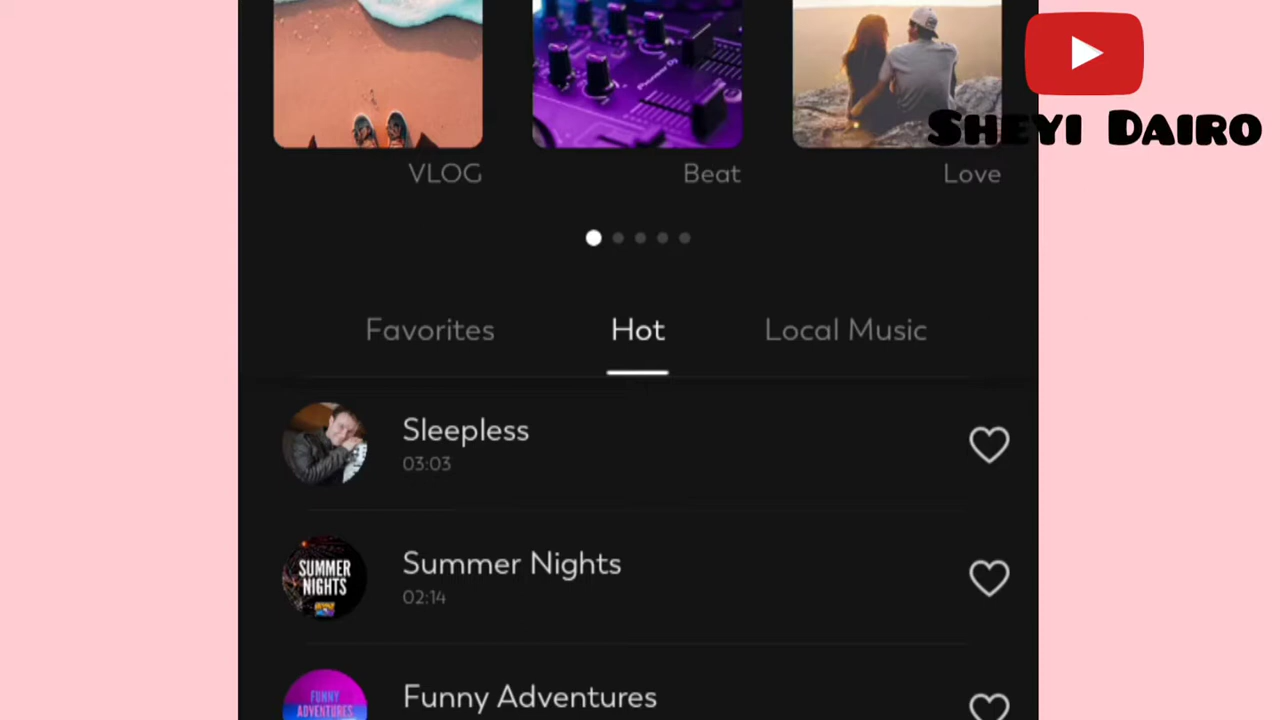 SHEYI DAIRO
VLOG
Beat
Love
Favorites
Hot
Local Music
Sleepless
03:03
SUMMER
NIGHTS
Summer Nights
02:14
FUNNY
ADVENTURES
Funny Adventures